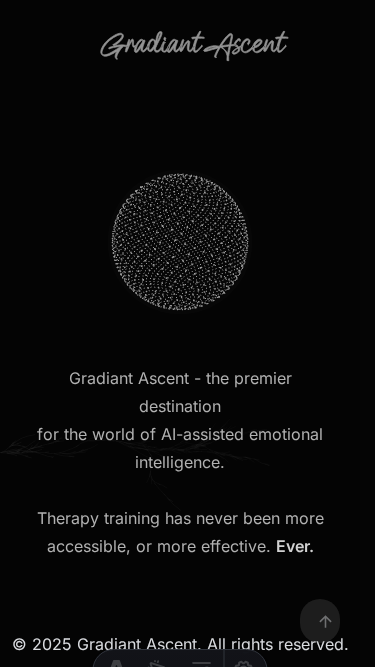 Gradiant Ascent
Gradiant Ascent - the premier
destination
for the world of AI-assisted emotional
intelligence.
Therapy training has never been more
accessible, or more effective. Ever.
© 2025 Gradiant Ascent. All rights reserved.